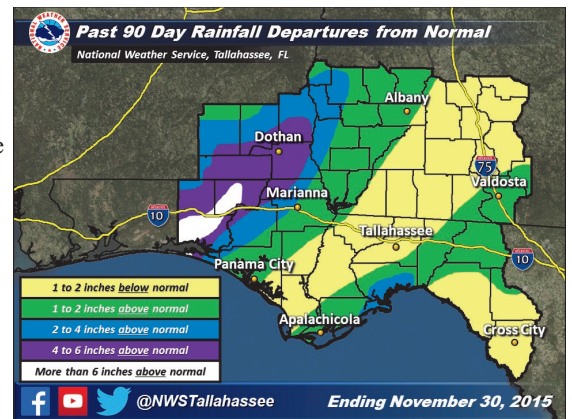 Past 90 Day Rainfall Departures from Normal
National Weather Service, Tallahassee, FL
e
Albany
Dothan
75
Valdosta
Marianna
10
Tallahassee
10
Panama City
1 to 2 inches below normal
1 to 2 inches above normal
2 to 4 inches above normal
4 to 6 inches above normal
More than 6 inches above normal
Apalachicola
Cross City
@NWSTallahassee
Ending November 30, 2015